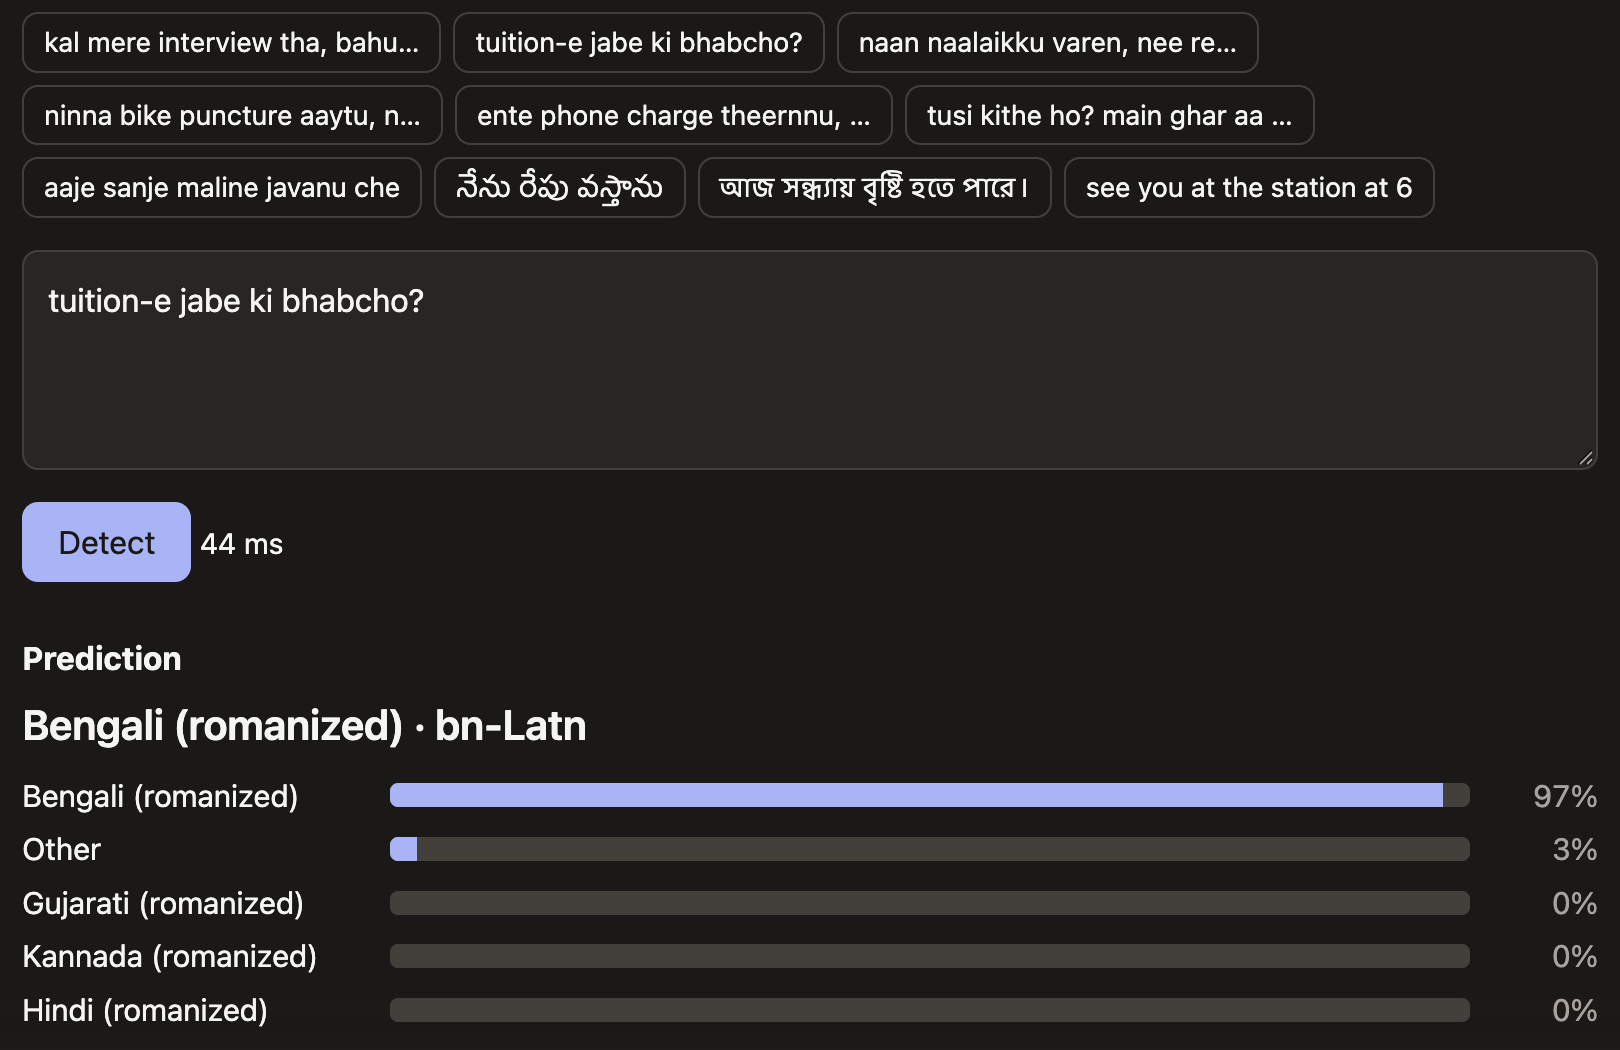 kal mere interview tha, bahu... tuition-e jabe ki bhabcho? naan naalaikku varen, nee re...
ninna bike puncture aaytu, n... ente phone charge theernnu, ... tusi kithe ho? main ghar aa ...
aaje sanje maline javanu che నేను రేపు వస్తాను আজ সন্ধ্যায় বৃষ্টি হতে পারে। see you at the station at 6
tuition-e jabe ki bhabcho?
Detect 44 ms
Prediction
Bengali (romanized) · bn-Latn
Bengali (romanized) 97%
Other 3%
Gujarati (romanized) 0%
Kannada (romanized) 0%
Hindi (romanized) 0%